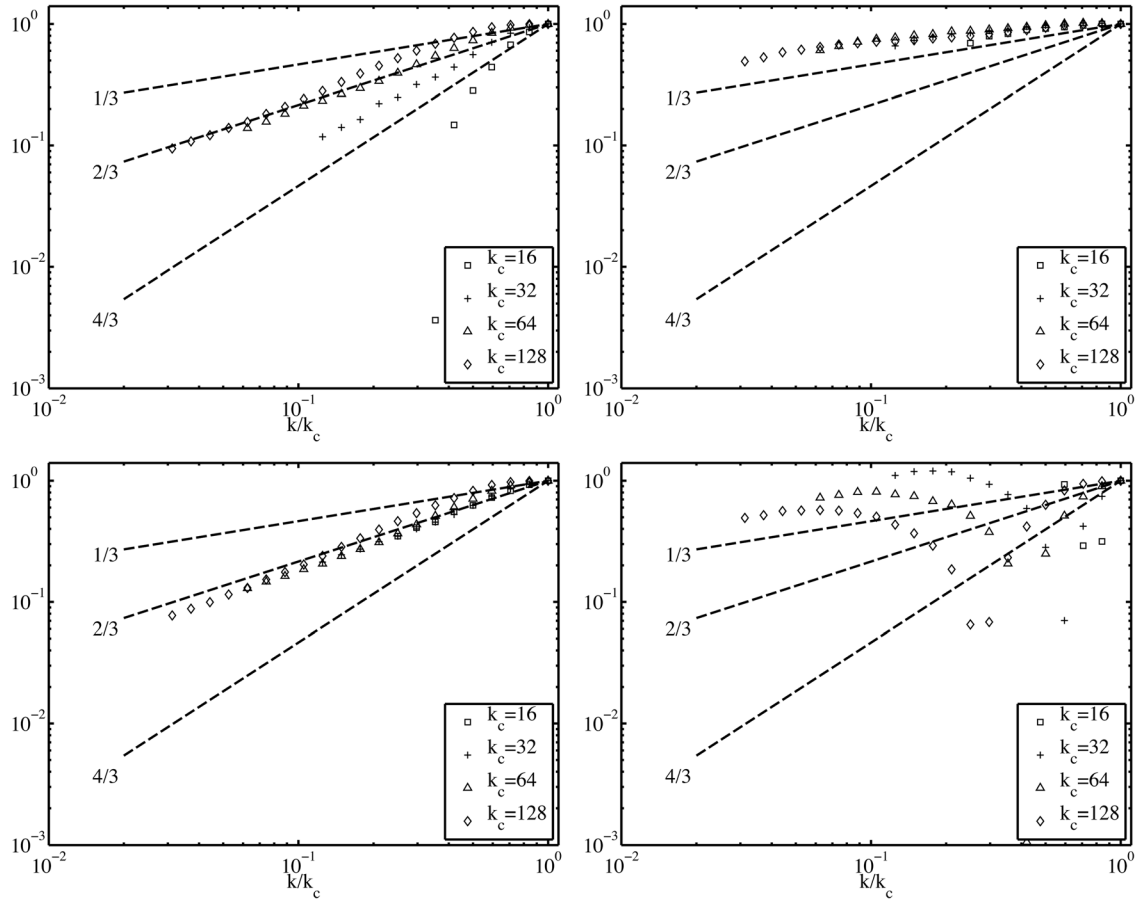 10^0
10^-1
10^-2
10^-3
1/3
2/3
4/3
k_c=16
k_c=32
k_c=64
k_c=128
10^-2
10^-1
10^0
k/k_c
10^0
10^-1
10^-2
10^-3
1/3
2/3
4/3
k_c=16
k_c=32
k_c=64
k_c=128
10^-2
10^-1
10^0
k/k_c
10^0
10^-1
10^-2
10^-3
1/3
2/3
4/3
k_c=16
k_c=32
k_c=64
k_c=128
10^-2
10^-1
10^0
k/k_c
10^0
10^-1
10^-2
10^-3
1/3
2/3
4/3
k_c=16
k_c=32
k_c=64
k_c=128
10^-2
10^-1
10^0
k/k_c